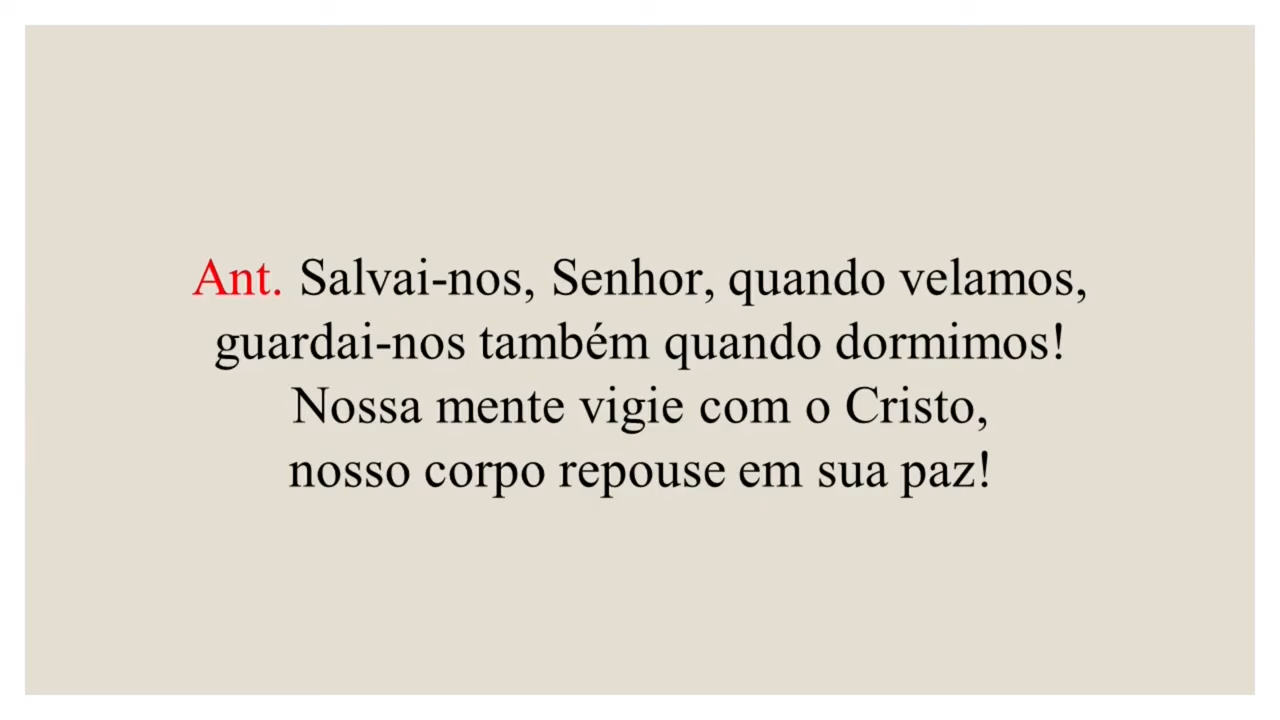 Ant. Salvai-nos, Senhor, quando velamos,
guardai-nos também quando dormimos!
Nossa mente vigie com o Cristo,
nosso corpo repouse em sua paz!